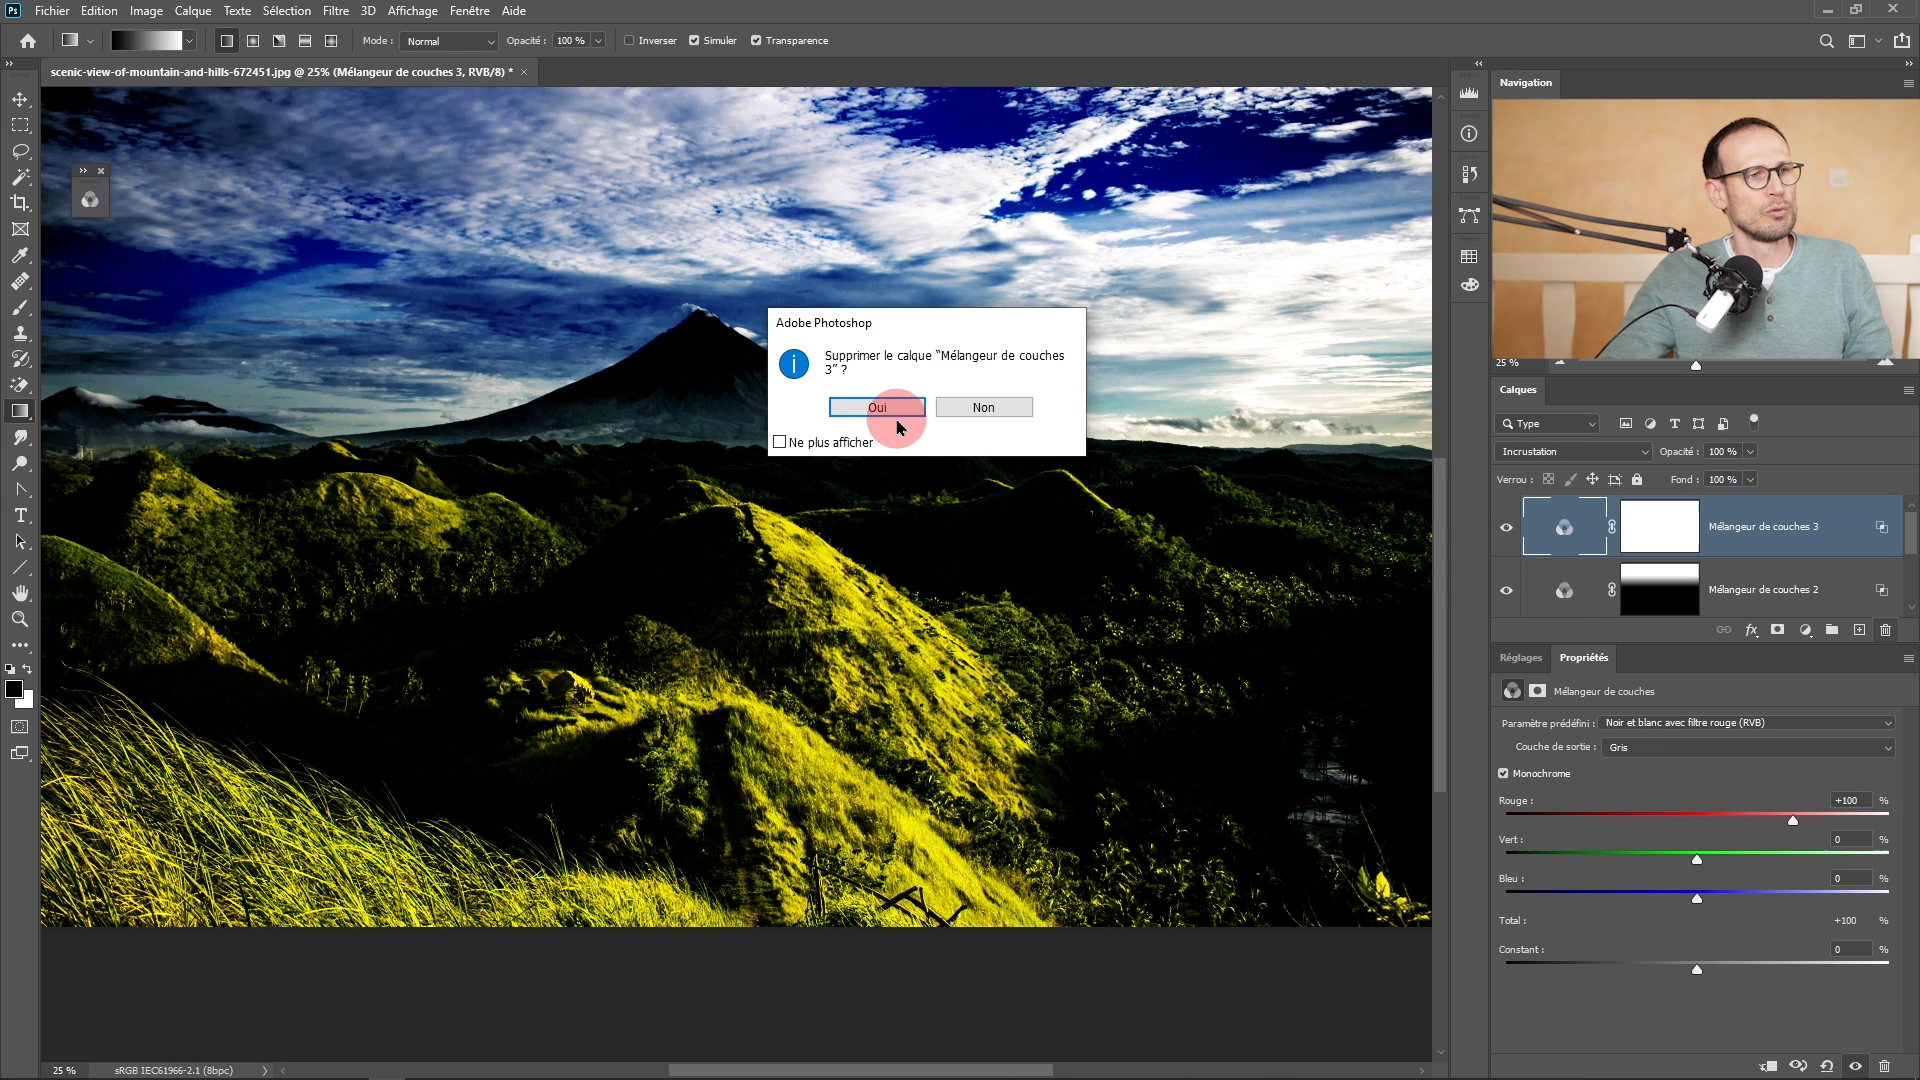 Ps Fichier Edition Image Calque Texte Sélection Filtre 3D Affichage Fenêtre Aide
Mode : Normal Opacité : 100 % Inverser Simuler Transparence
scenic-view-of-mountain-and-hills-672451.jpg @ 25% (Mélangeur de couches 3, RVB/8) *
Navigation
Adobe Photoshop
Supprimer le calque “Mélangeur de couches
3” ?
Oui Non
Ne plus afficher
25 %
Calques
Type
Incrustation Opacité : 100 %
Verrou : Fond : 100 %
Mélangeur de couches 3
Mélangeur de couches 2
fx
Réglages Propriétés
Mélangeur de couches
Paramètre prédéfini : Noir et blanc avec filtre rouge (RVB)
Couche de sortie : Gris
Monochrome
Rouge : +100 %
Vert : 0 %
Bleu : 0 %
Total : +100 %
Constant : 0 %
25 % sRGB IEC61966-2.1 (8bpc)